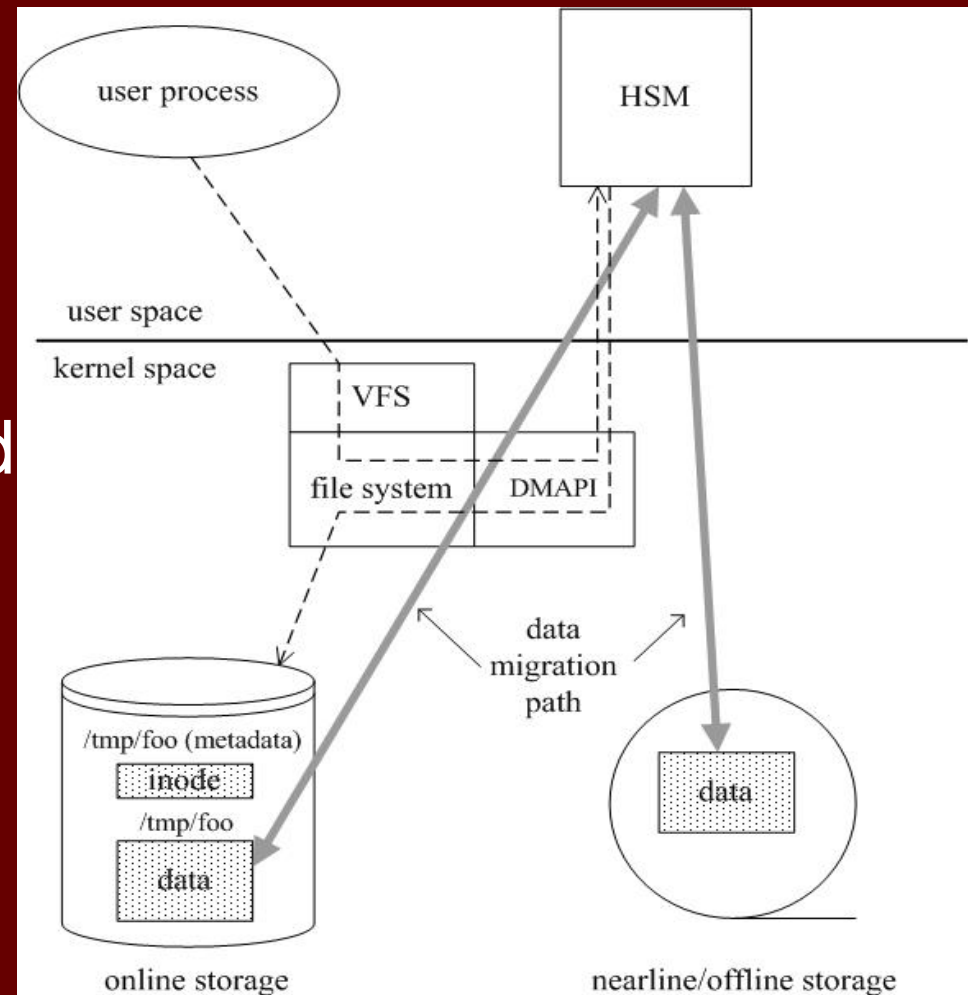 user process
HSM
user space
kernel space
VFS
d
file system
DMAPI
data
migration
path
/tmp/foo (metadata)
inode
/tmp/foo
data
data
online storage
nearline/offline storage